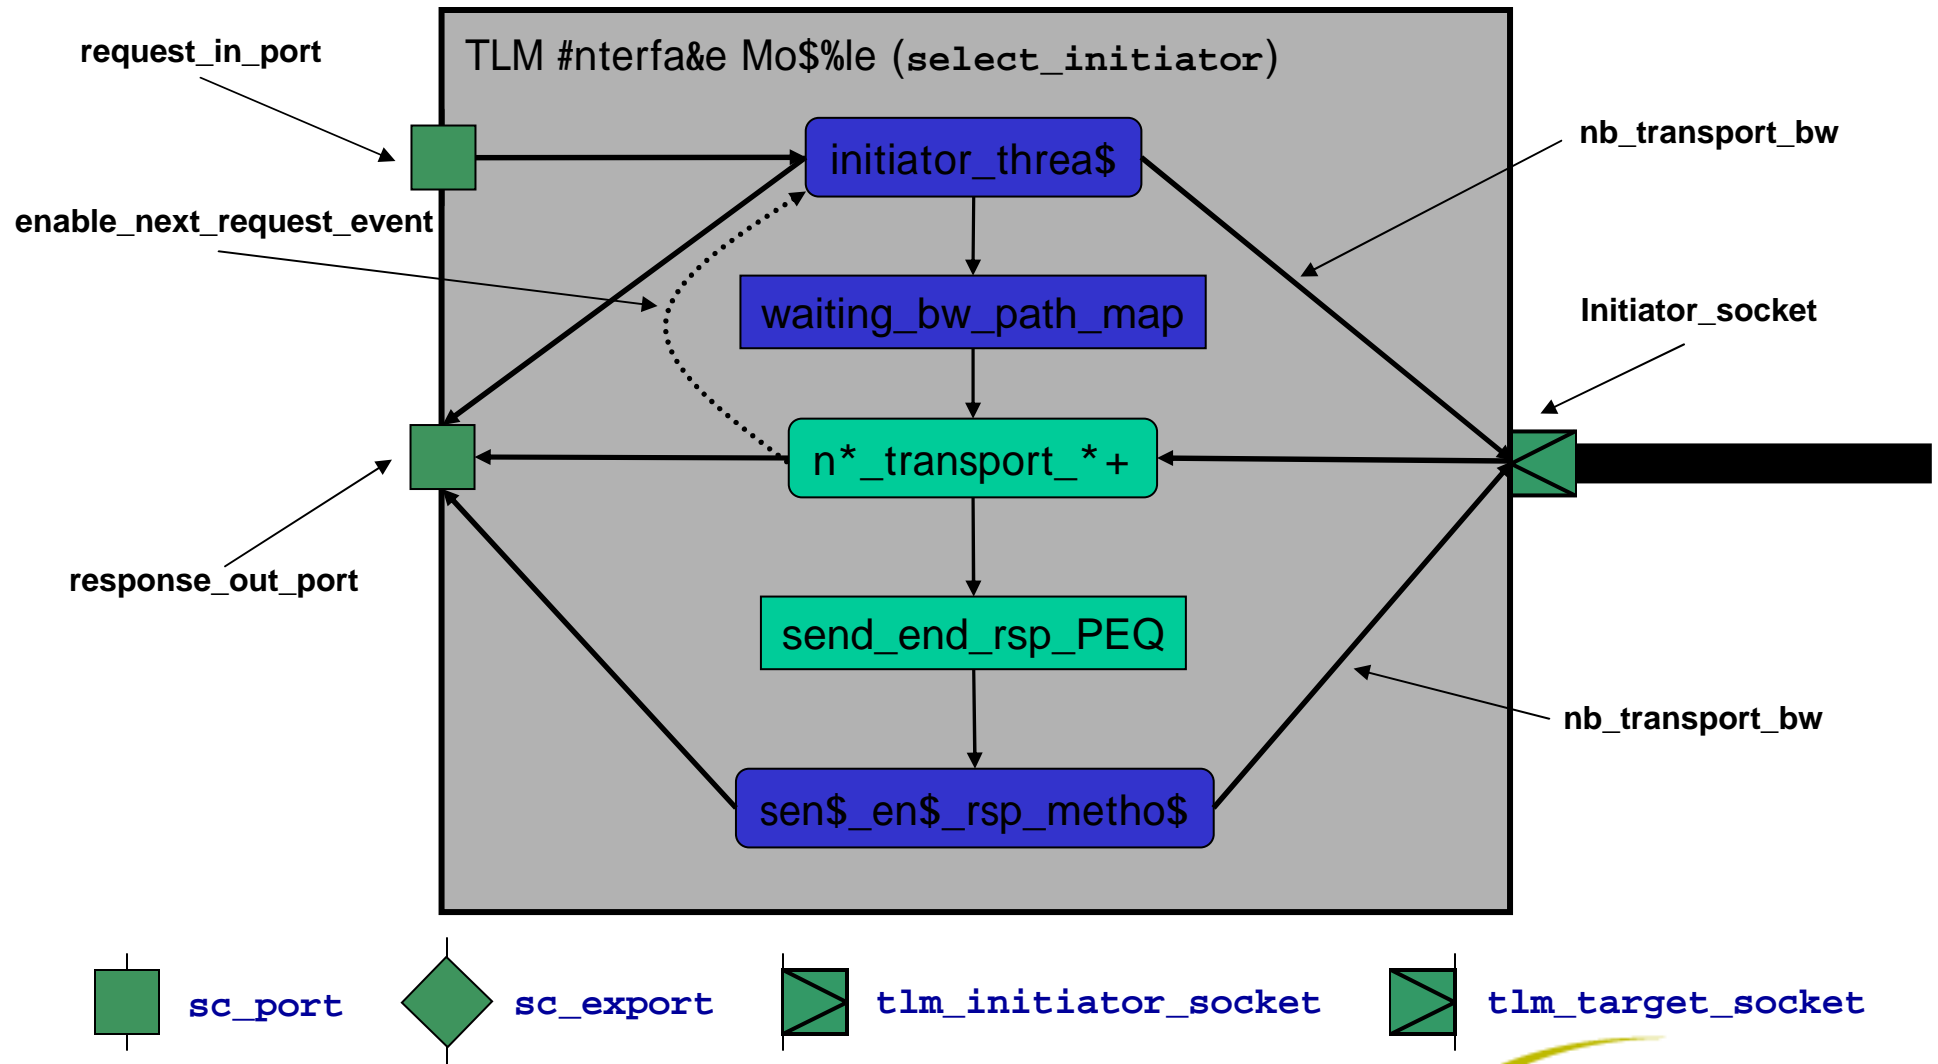 request_in_port
TLM #nterfa&e Mo$%le (select_initiator)
initiator_threa$
nb_transport_bw
enable_next_request_event
waiting_bw_path_map
Initiator_socket
n*_transport_*+
response_out_port
send_end_rsp_PEQ
nb_transport_bw
sen$_en$_rsp_metho$
sc_port
sc_export
tlm_initiator_socket
tlm_target_socket